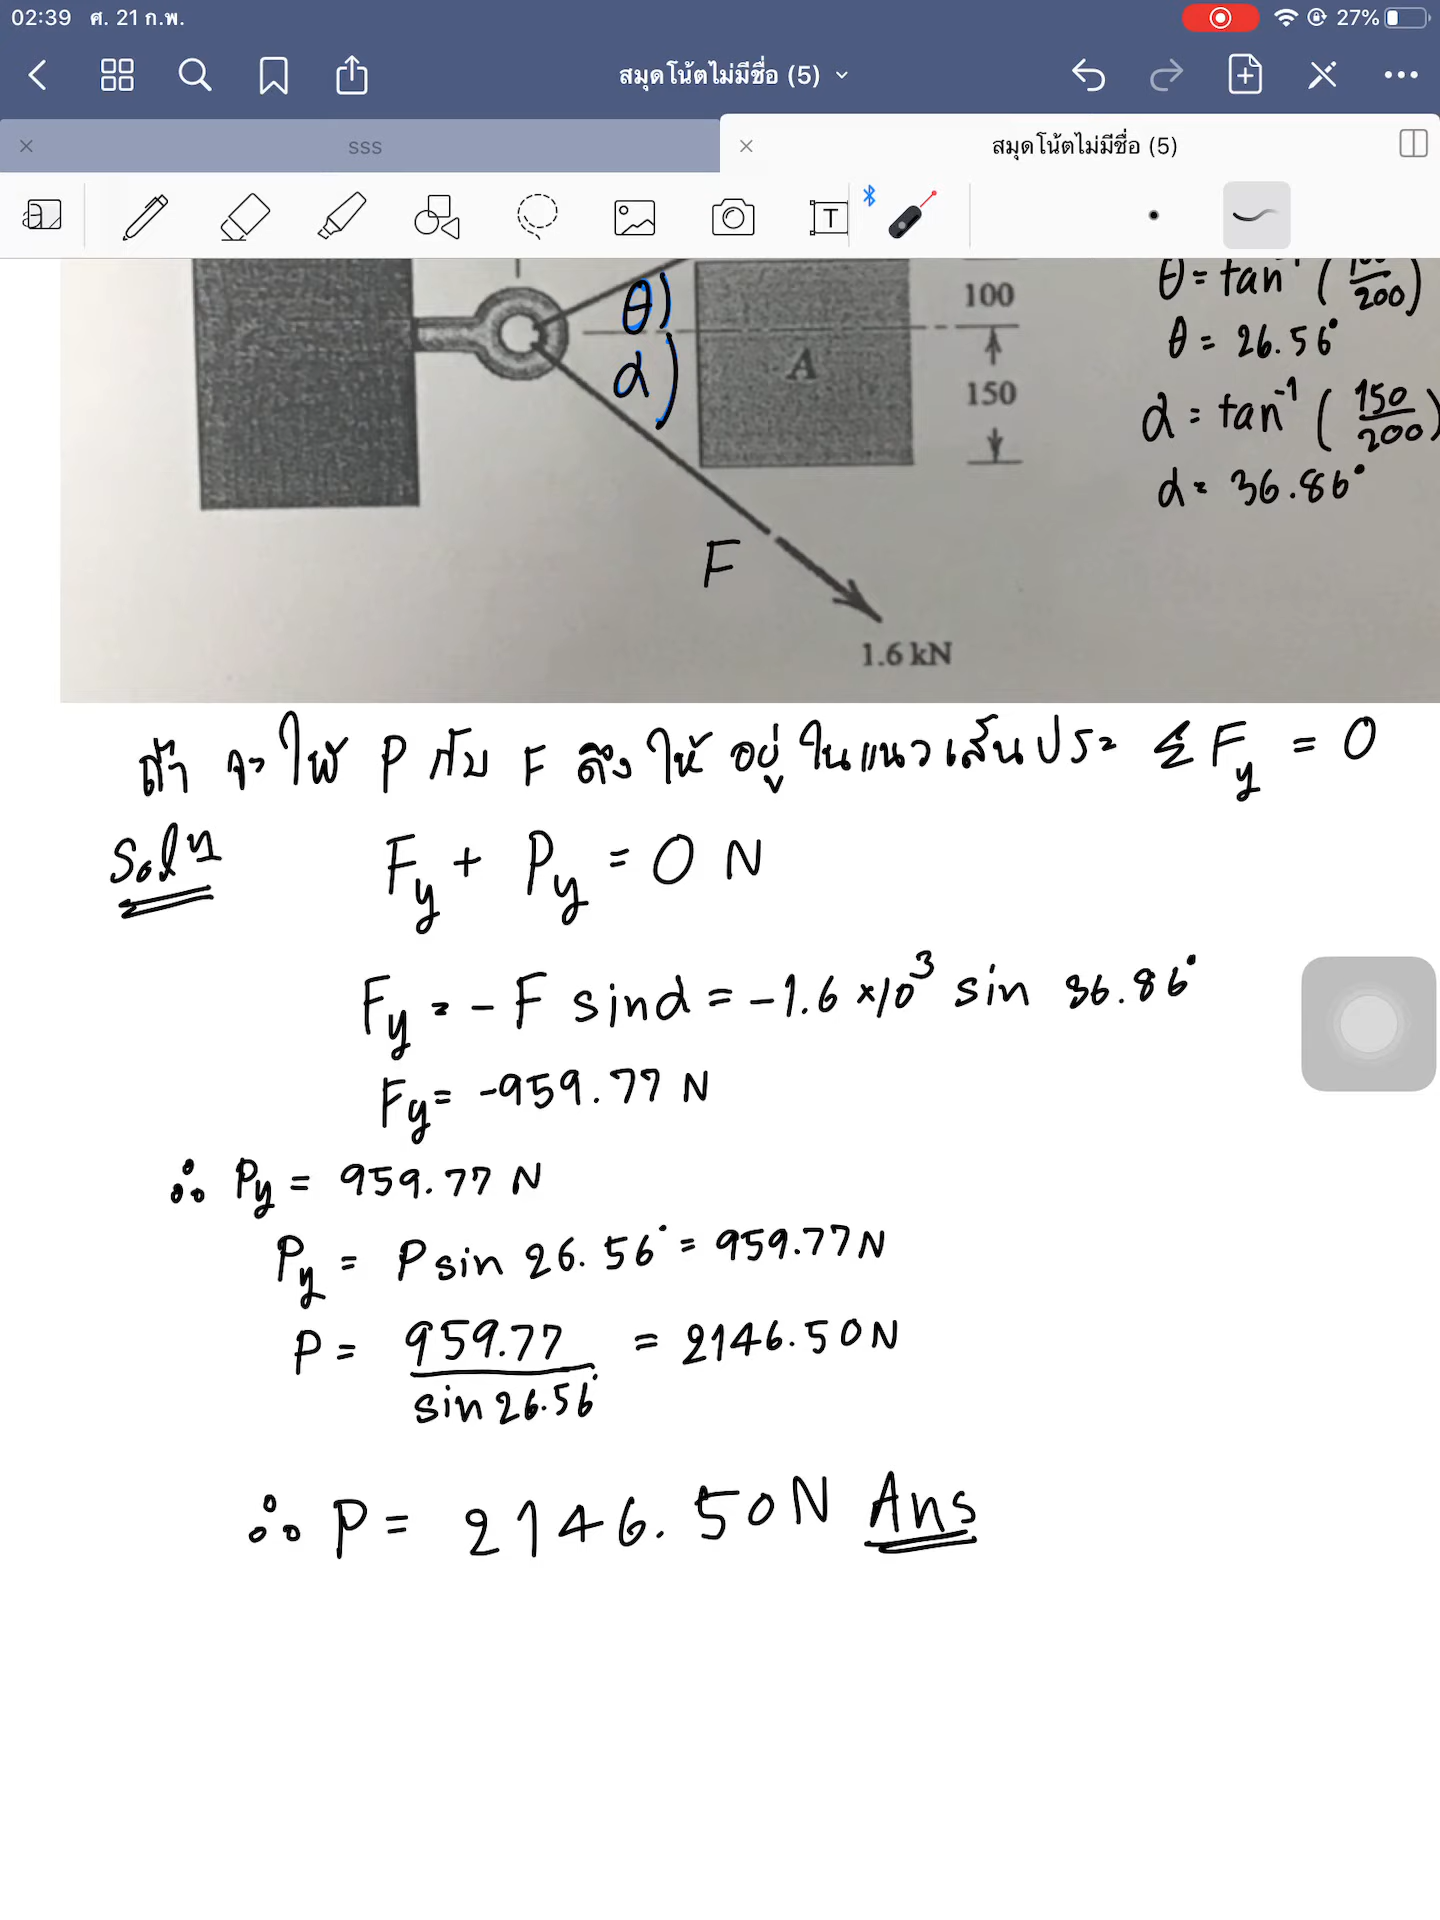 02:39 ศ. 21 ก.พ.
27%
สมุดโน้ตไม่มีชื่อ (5)
sss
สมุดโน้ตไม่มีชื่อ (5)
T
θ = tan⁻¹ (100/200)
100
θ)
θ = 26.56°
A
α)
150
α = tan⁻¹ (150/200)
α = 36.86°
F
1.6 kN
ถ้า จะ ให้ P กับ F ดึง ให้ อยู่ ในแนวเส้นประ ΣFy = 0
Soln
Fy + Py = 0 N
Fy = - F sin α = -1.6 ×10³ sin 36.86°
Fy = -959.77 N
∴ Py = 959.77 N
Py = P sin 26.56° = 959.77 N
P = 959.77 / sin 26.56° = 2146.50 N
∴ P = 2146.50 N Ans